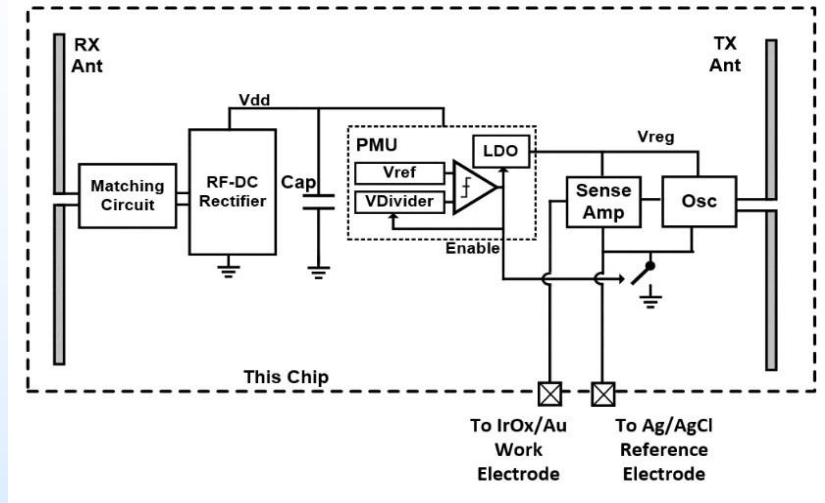 RX
Ant
TX
Ant
Vdd
PMU
LDO
Vreg
Vref
VDivider
Matching
Circuit
RF-DC
Rectifier
Cap
Sense
Amp
Osc
Enable
This Chip
To IrOx/Au
Work
Electrode
To Ag/AgCl
Reference
Electrode